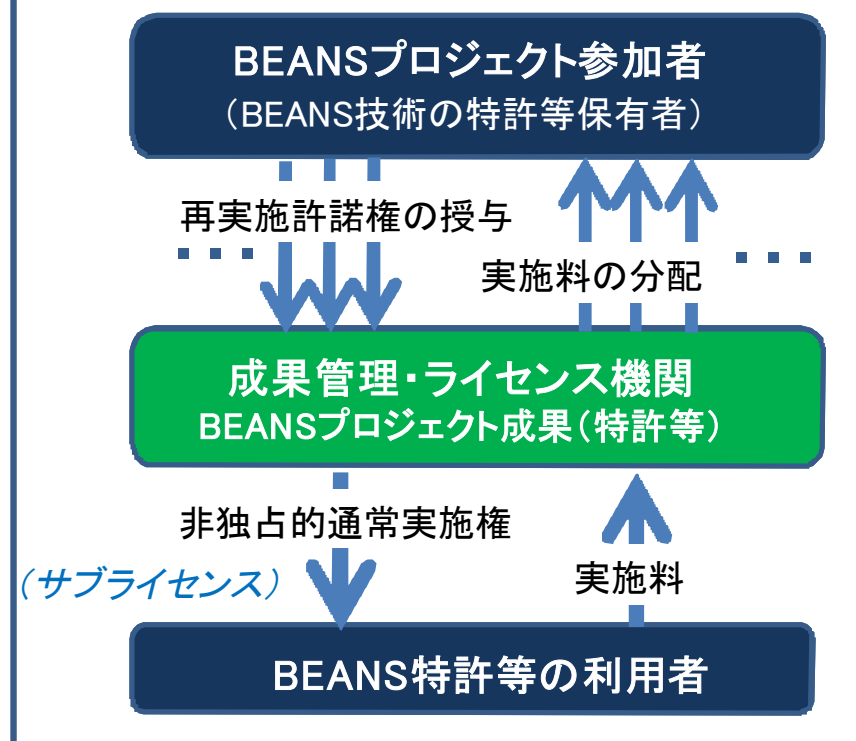 BEANSプロジェクト参加者
（BEANS技術の特許等保有者）
再実施許諾権の授与
実施料の分配
成果管理・ライセンス機関
BEANSプロジェクト成果（特許等）
非独占的通常実施権
（サブライセンス）
実施料
BEANS特許等の利用者